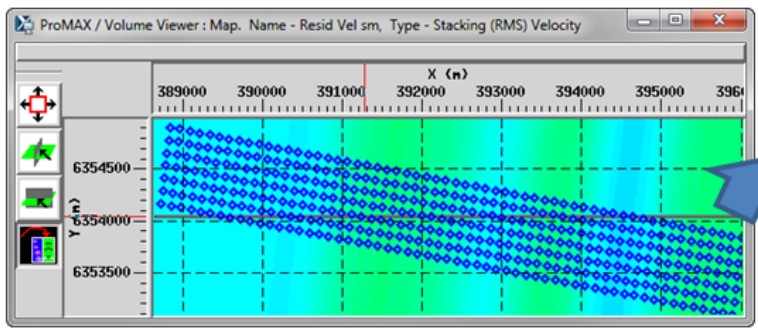 ProMAX / Volume Viewer : Map. Name - Resid Vel sm, Type - Stacking (RMS) Velocity
X (m)
389000 390000 391000 392000 393000 394000 395000 3960
Y (m)
6354500
6354000
6353500